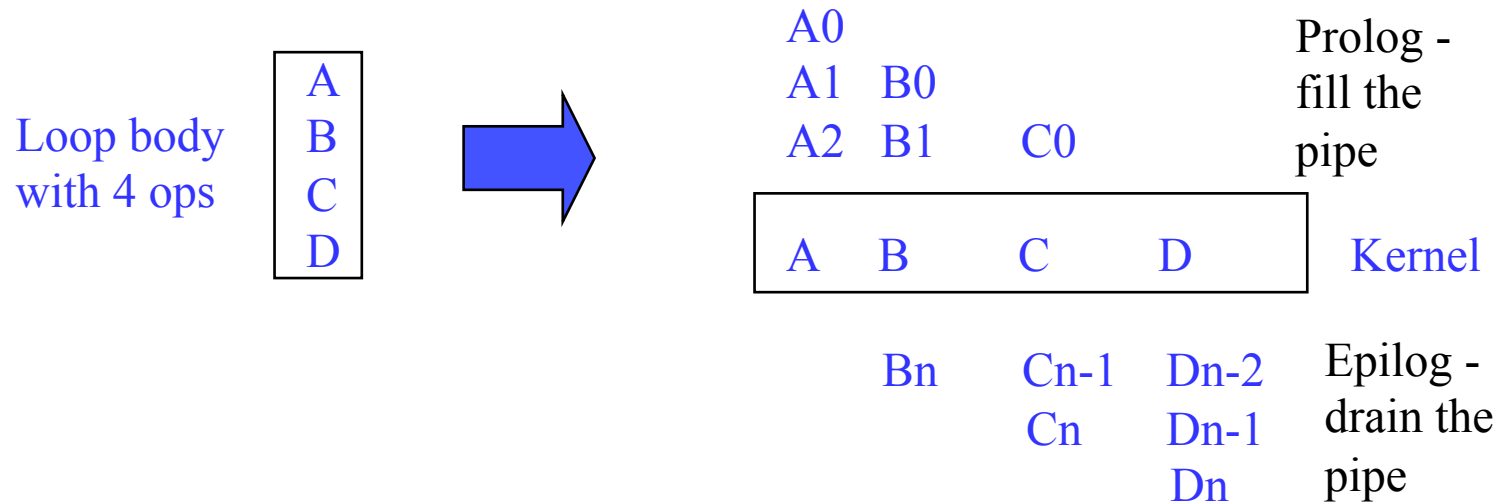 Loop body
with 4 ops
A
B
C
D
A0
A1 B0
A2 B1 C0
Prolog -
fill the
pipe
A B C D
Kernel
Bn Cn-1 Dn-2
Cn Dn-1
Dn
Epilog -
drain the
pipe